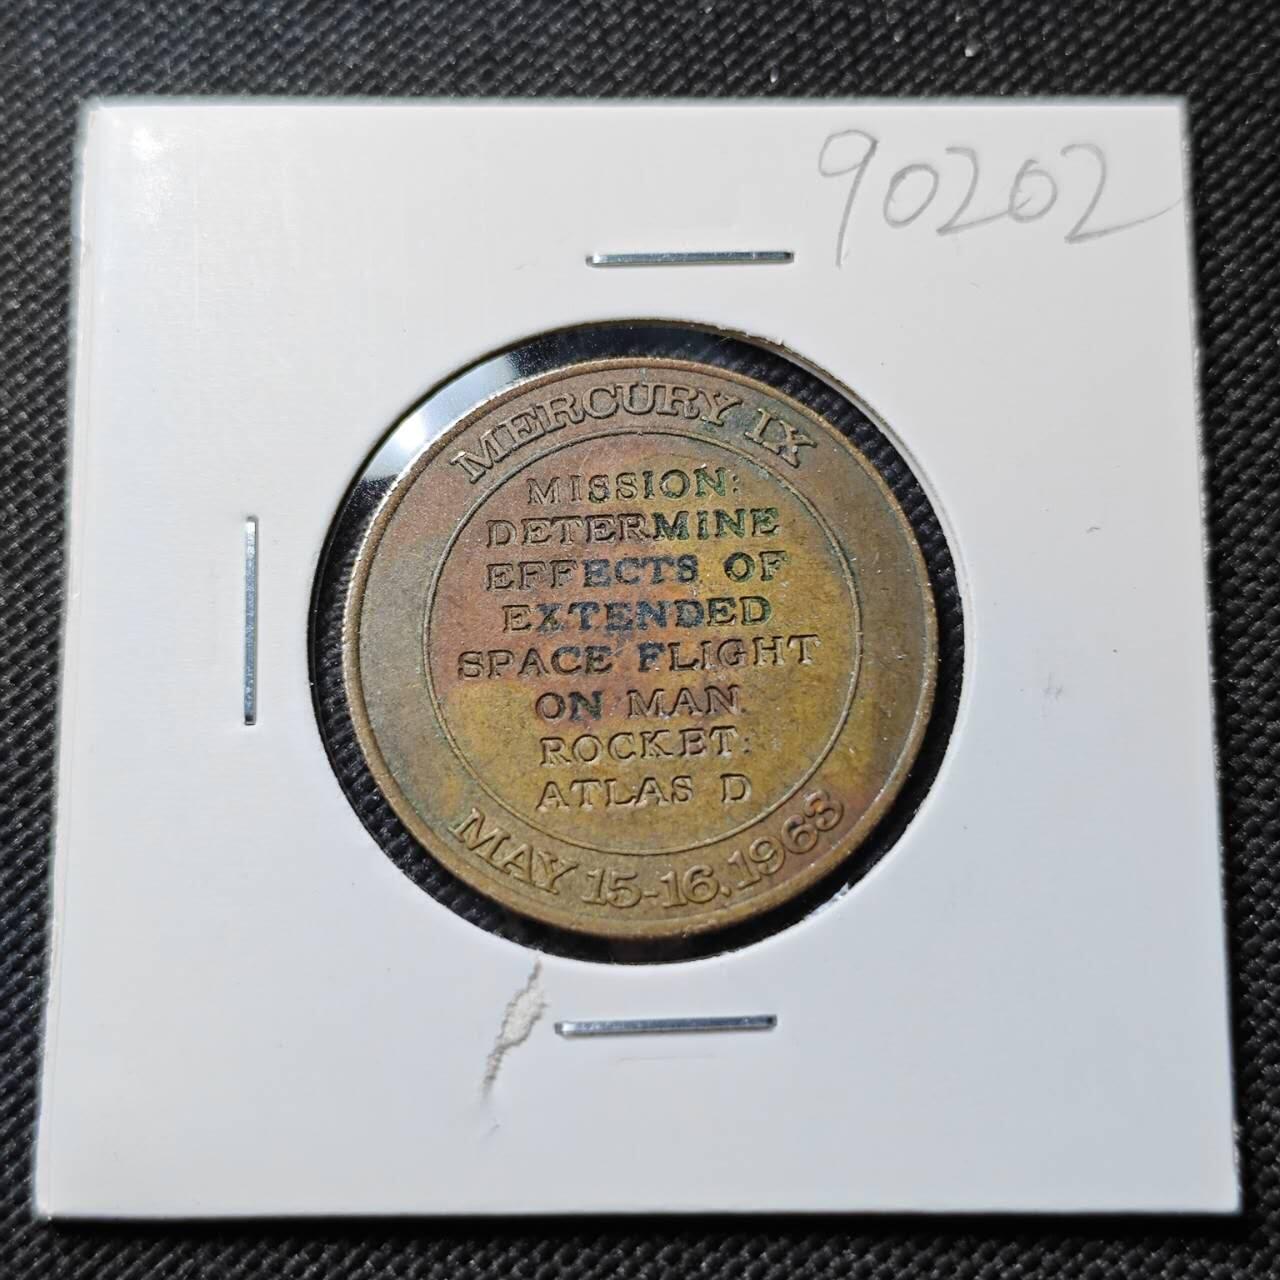 90202
MERCURY IX
MISSION:
DETERMINE
EFFECTS OF
EXTENDED
SPACE FLIGHT
ON MAN.
ROCKET:
ATLAS D
MAY 15-16, 1963